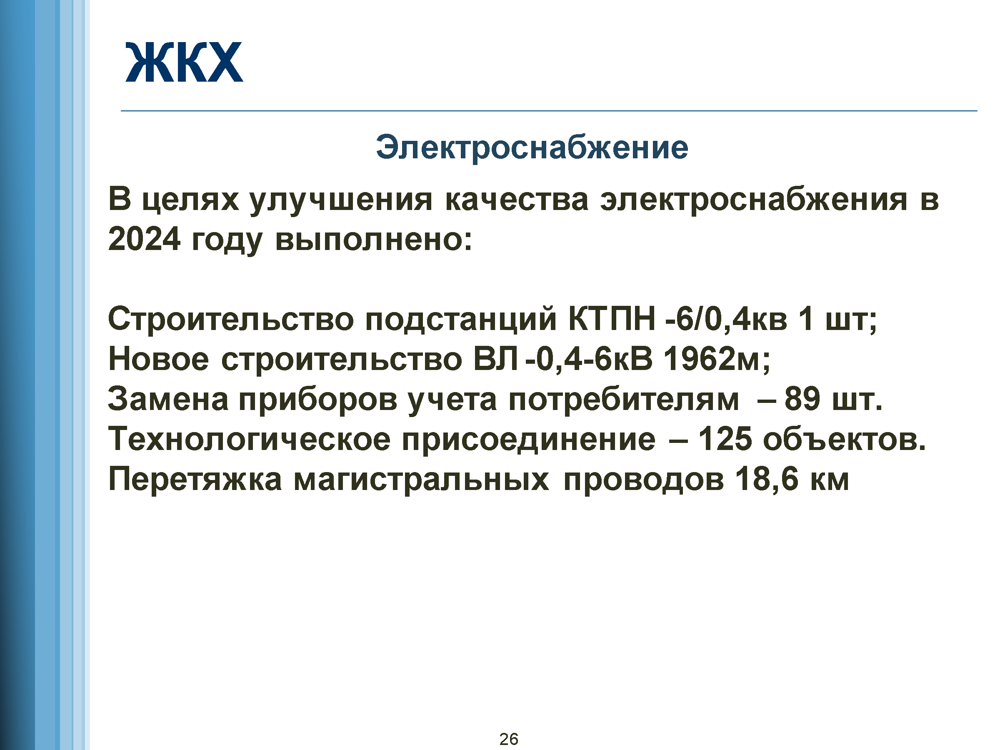 ЖКХ
Электроснабжение
В целях улучшения качества электроснабжения в
2024 году выполнено:
Строительство подстанций КТПН -6/0,4кв 1 шт;
Новое строительство ВЛ -0,4-6кВ 1962м;
Замена приборов учета потребителям – 89 шт.
Технологическое присоединение – 125 объектов.
Перетяжка магистральных проводов 18,6 км
26